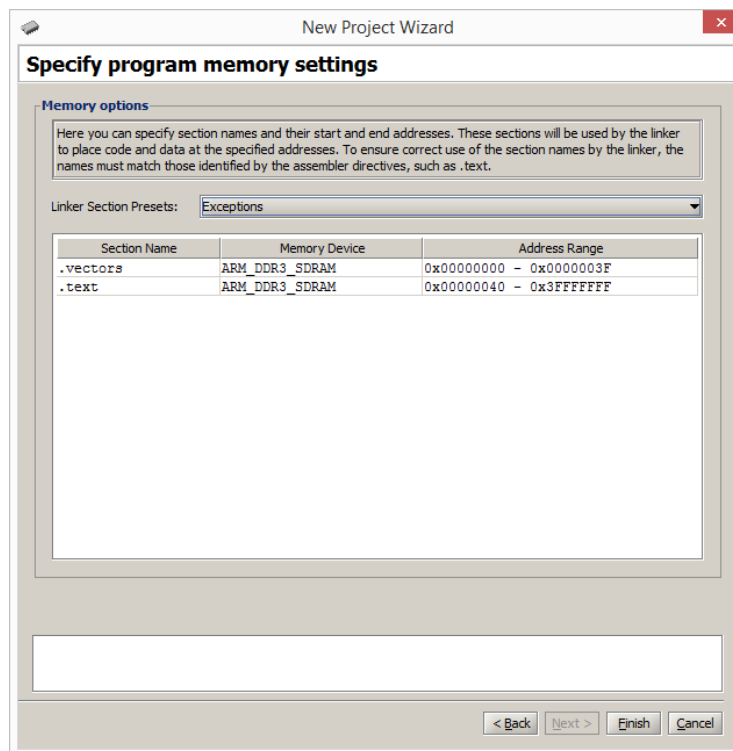 New Project Wizard
Specify program memory settings
Memory options
Here you can specify section names and their start and end addresses. These sections will be used by the linker
to place code and data at the specified addresses. To ensure correct use of the section names by the linker, the
names must match those identified by the assembler directives, such as .text.
Linker Section Presets: Exceptions
Section Name Memory Device Address Range
.vectors ARM_DDR3_SDRAM 0x00000000 - 0x0000003F
.text ARM_DDR3_SDRAM 0x00000040 - 0x3FFFFFFF
< Back Next > Finish Cancel